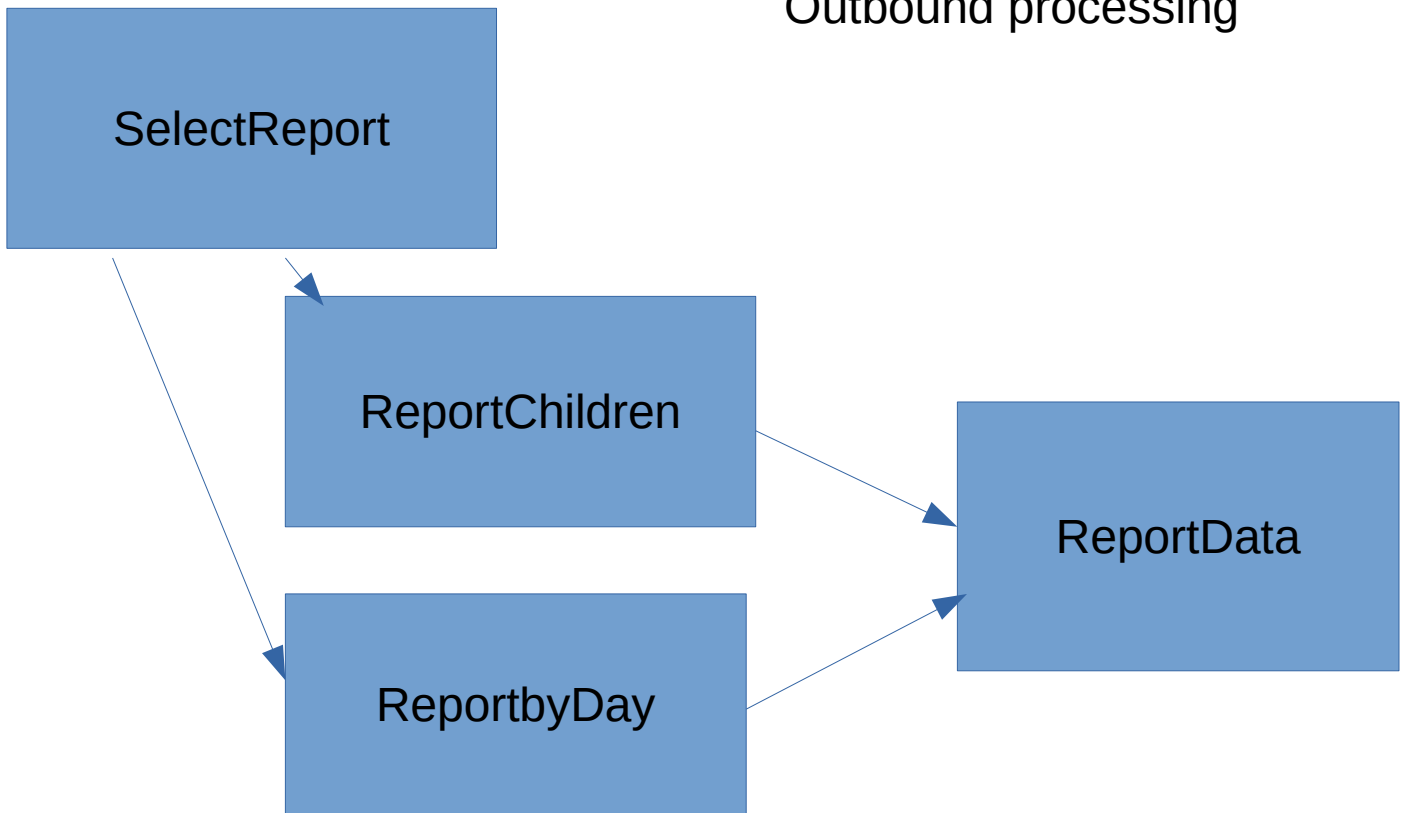 Outbound processing
SelectReport
ReportChildren
ReportData
ReportbyDay